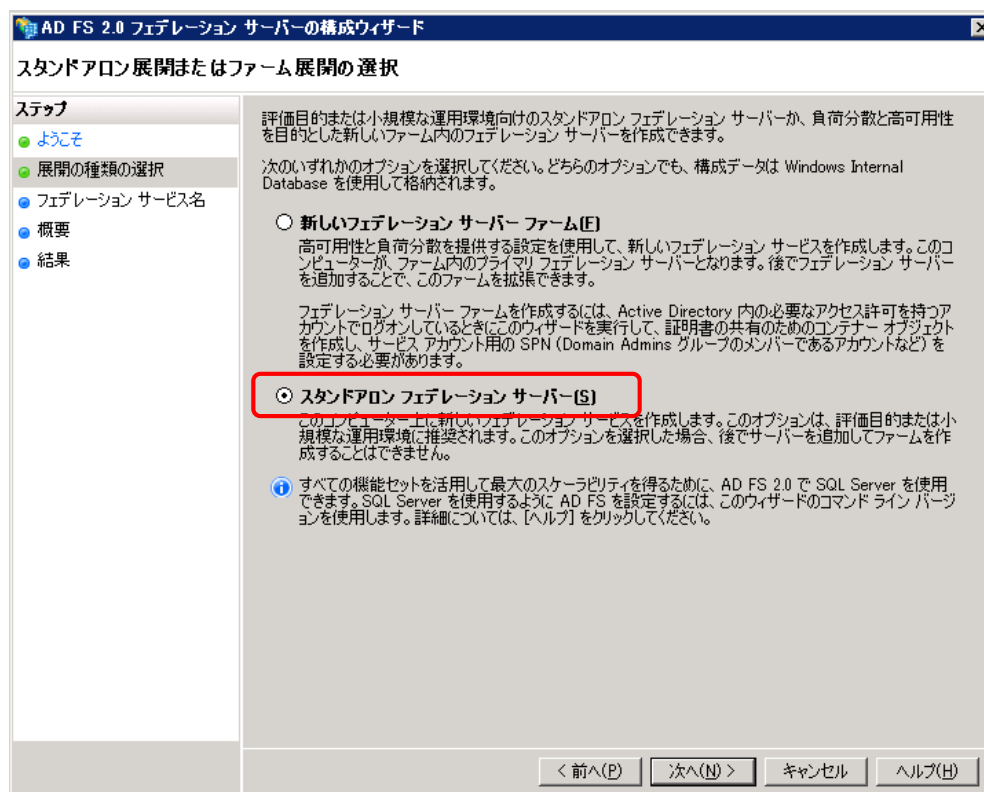 AD FS 2.0 フェデレーション サーバーの構成ウィザード
スタンドアロン展開またはファーム展開の選択
ステップ
ようこそ
展開の種類の選択
フェデレーション サービス名
概要
結果
評価目的または小規模な運用環境向けのスタンドアロン フェデレーション サーバーか、負荷分散と高可用性
を目的とした新しいファーム内のフェデレーション サーバーを作成できます。
次のいずれかのオプションを選択してください。どちらのオプションでも、構成データは Windows Internal
Database を使用して格納されます。
新しいフェデレーション サーバー ファーム(F)
高可用性と負荷分散を提供する設定を使用して、新しいフェデレーション サービスを作成します。このコ
ンピューターが、ファーム内のプライマリ フェデレーション サーバーとなります。後でフェデレーション サーバー
を追加することで、このファームを拡張できます。
フェデレーション サーバー ファームを作成するには、Active Directory 内の必要なアクセス許可を持つア
カウントでログオンしているときにこのウィザードを実行して、証明書の共有のためのコンテナー オブジェクト
を作成し、サービス アカウント用の SPN (Domain Admins グループのメンバーであるアカウントなど) を
設定する必要があります。
スタンドアロン フェデレーション サーバー(S)
このコンピューター上に新しいフェデレーション サービスを作成します。このオプションは、評価目的または小
規模な運用環境に推奨されます。このオプションを選択した場合、後でサーバーを追加してファームを作
成することはできません。
すべての機能セットを活用して最大のスケーラビリティを得るために、AD FS 2.0 で SQL Server を使用
できます。SQL Server を使用するように AD FS を設定するには、このウィザードのコマンド ライン バージ
ョンを使用します。詳細については、[ヘルプ] をクリックしてください。
< 前へ(P)
次へ(N) >
キャンセル
ヘルプ(H)